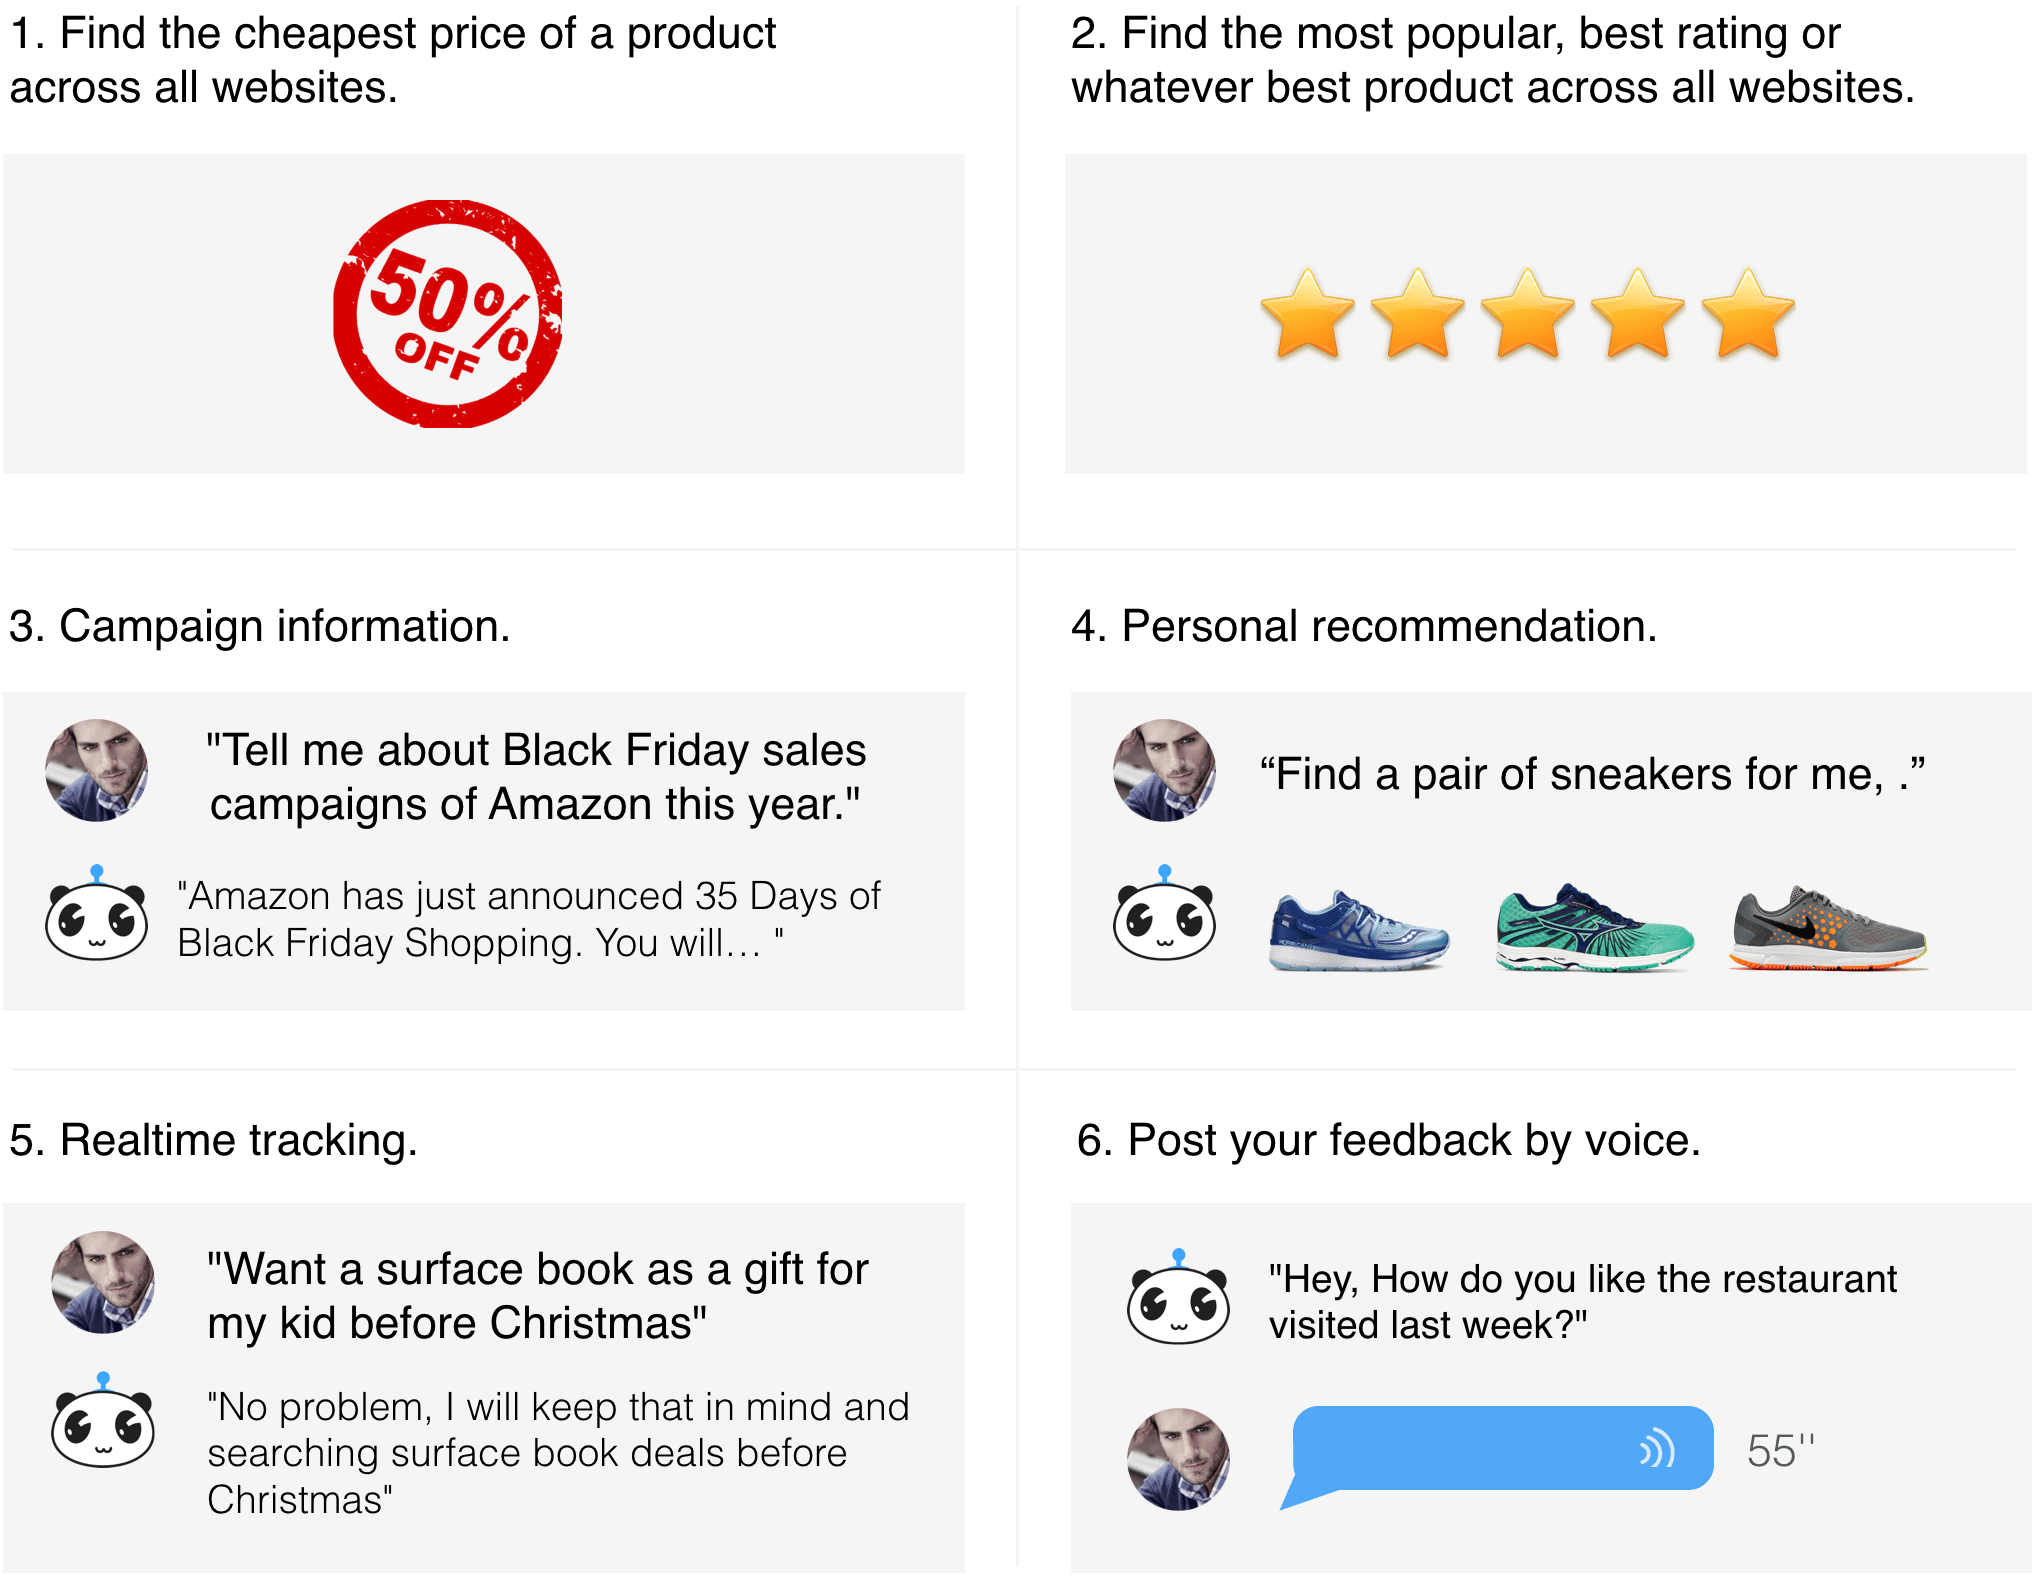 1. Find the cheapest price of a product
across all websites.
50%
OFF
2. Find the most popular, best rating or
whatever best product across all websites.
3. Campaign information.
"Tell me about Black Friday sales
campaigns of Amazon this year."
"Amazon has just announced 35 Days of
Black Friday Shopping. You will... "
4. Personal recommendation.
“Find a pair of sneakers for me, .”
5. Realtime tracking.
"Want a surface book as a gift for
my kid before Christmas"
"No problem, I will keep that in mind and
searching surface book deals before
Christmas"
6. Post your feedback by voice.
"Hey, How do you like the restaurant
visited last week?"
55''